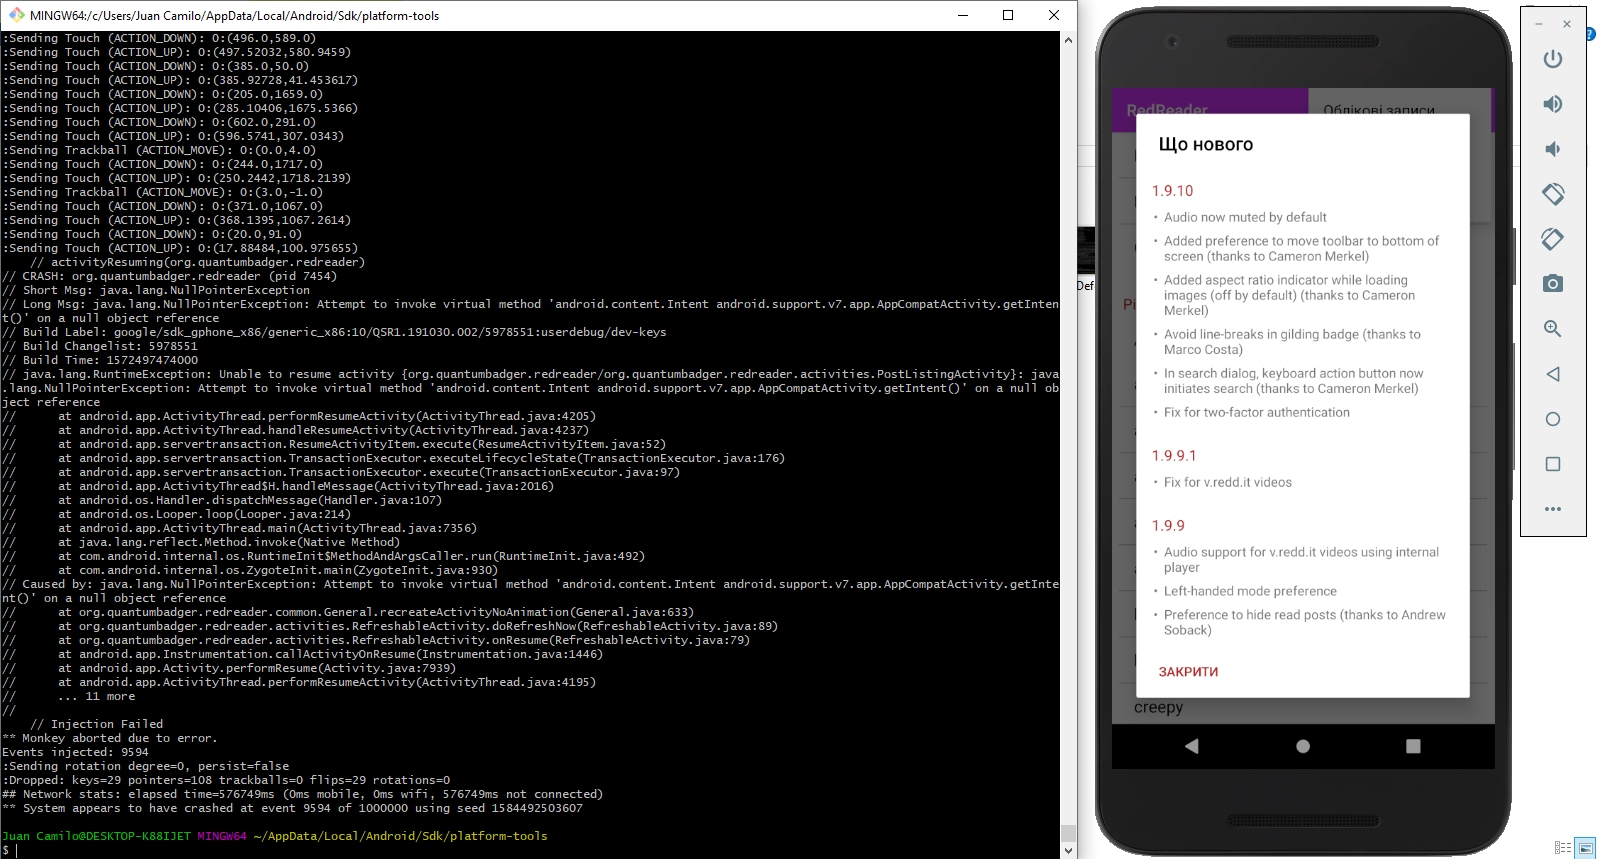 MINGW64:/c/Users/Juan Camilo/AppData/Local/Android/Sdk/platform-tools
:Sending Touch (ACTION_DOWN): 0:(496.0,589.0)
:Sending Touch (ACTION_UP): 0:(497.52032,580.9459)
:Sending Touch (ACTION_DOWN): 0:(385.0,50.0)
:Sending Touch (ACTION_UP): 0:(385.92728,41.453617)
:Sending Touch (ACTION_DOWN): 0:(205.0,1659.0)
:Sending Touch (ACTION_UP): 0:(285.10406,1675.5366)
:Sending Touch (ACTION_DOWN): 0:(602.0,291.0)
:Sending Touch (ACTION_UP): 0:(596.5741,307.0343)
:Sending Trackball (ACTION_MOVE): 0:(0.0,4.0)
:Sending Touch (ACTION_DOWN): 0:(244.0,1717.0)
:Sending Touch (ACTION_UP): 0:(250.2442,1718.2139)
:Sending Trackball (ACTION_MOVE): 0:(3.0,-1.0)
:Sending Touch (ACTION_DOWN): 0:(371.0,1067.0)
:Sending Touch (ACTION_UP): 0:(368.1395,1067.2614)
:Sending Touch (ACTION_DOWN): 0:(20.0,91.0)
:Sending Touch (ACTION_UP): 0:(17.88484,100.975655)
// activityResuming(org.quantumbadger.redreader)
// CRASH: org.quantumbadger.redreader (pid 7454)
// Short Msg: java.lang.NullPointerException
// Long Msg: java.lang.NullPointerException: Attempt to invoke virtual method 'android.content.Intent android.support.v7.app.AppCompatActivity.getInten
t()' on a null object reference
// Build Label: google/sdk_gphone_x86/generic_x86:10/QSR1.191030.002/5978551:userdebug/dev-keys
// Build Changelist: 5978551
// Build Time: 1572497474000
// java.lang.RuntimeException: Unable to resume activity {org.quantumbadger.redreader/org.quantumbadger.redreader.activities.PostListingActivity}: java
.lang.NullPointerException: Attempt to invoke virtual method 'android.content.Intent android.support.v7.app.AppCompatActivity.getIntent()' on a null ob
ject reference
// at android.app.ActivityThread.performResumeActivity(ActivityThread.java:4205)
// at android.app.ActivityThread.handleResumeActivity(ActivityThread.java:4237)
// at android.app.servertransaction.ResumeActivityItem.execute(ResumeActivityItem.java:52)
// at android.app.servertransaction.TransactionExecutor.executeLifecycleState(TransactionExecutor.java:176)
// at android.app.servertransaction.TransactionExecutor.execute(TransactionExecutor.java:97)
// at android.app.ActivityThread$H.handleMessage(ActivityThread.java:2016)
// at android.os.Handler.dispatchMessage(Handler.java:107)
// at android.os.Looper.loop(Looper.java:214)
// at android.app.ActivityThread.main(ActivityThread.java:7356)
// at java.lang.reflect.Method.invoke(Native Method)
// at com.android.internal.os.RuntimeInit$MethodAndArgsCaller.run(RuntimeInit.java:492)
// at com.android.internal.os.ZygoteInit.main(ZygoteInit.java:930)
// Caused by: java.lang.NullPointerException: Attempt to invoke virtual method 'android.content.Intent android.support.v7.app.AppCompatActivity.getInte
nt()' on a null object reference
// at org.quantumbadger.redreader.common.General.recreateActivityNoAnimation(General.java:633)
// at org.quantumbadger.redreader.activities.RefreshableActivity.doRefreshNow(RefreshableActivity.java:89)
// at org.quantumbadger.redreader.activities.RefreshableActivity.onResume(RefreshableActivity.java:79)
// at android.app.Instrumentation.callActivityOnResume(Instrumentation.java:1446)
// at android.app.Activity.performResume(Activity.java:7939)
// at android.app.ActivityThread.performResumeActivity(ActivityThread.java:4195)
// ... 11 more
//
// Injection Failed
** Monkey aborted due to error.
Events injected: 9594
:Sending rotation degree=0, persist=false
:Dropped: keys=29 pointers=108 trackballs=0 flips=29 rotations=0
## Network stats: elapsed time=576749ms (0ms mobile, 0ms wifi, 576749ms not connected)
** System appears to have crashed at event 9594 of 1000000 using seed 1584492503607
Juan Camilo@DESKTOP-K88IJET MINGW64 ~/AppData/Local/Android/Sdk/platform-tools
$
Def
RedReader
Облікові записи
Що нового
1.9.10
• Audio now muted by default
• Added preference to move toolbar to bottom of
screen (thanks to Cameron Merkel)
• Added aspect ratio indicator while loading
images (off by default) (thanks to Cameron
Merkel)
• Avoid line-breaks in gilding badge (thanks to
Marco Costa)
• In search dialog, keyboard action button now
initiates search (thanks to Cameron Merkel)
• Fix for two-factor authentication
1.9.9.1
• Fix for v.redd.it videos
1.9.9
• Audio support for v.redd.it videos using internal
player
• Left-handed mode preference
• Preference to hide read posts (thanks to Andrew
Soback)
ЗАКРИТИ
creepy